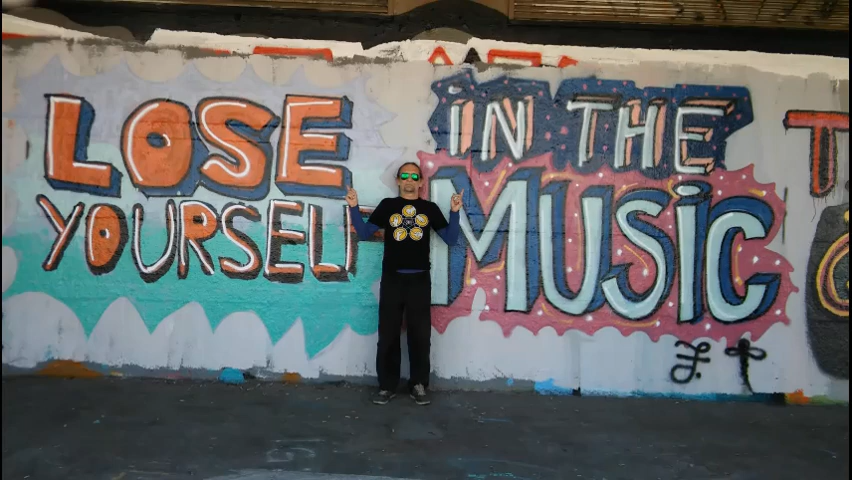 LOSE
YOURSELF
iN THE
MUSiC
J. T